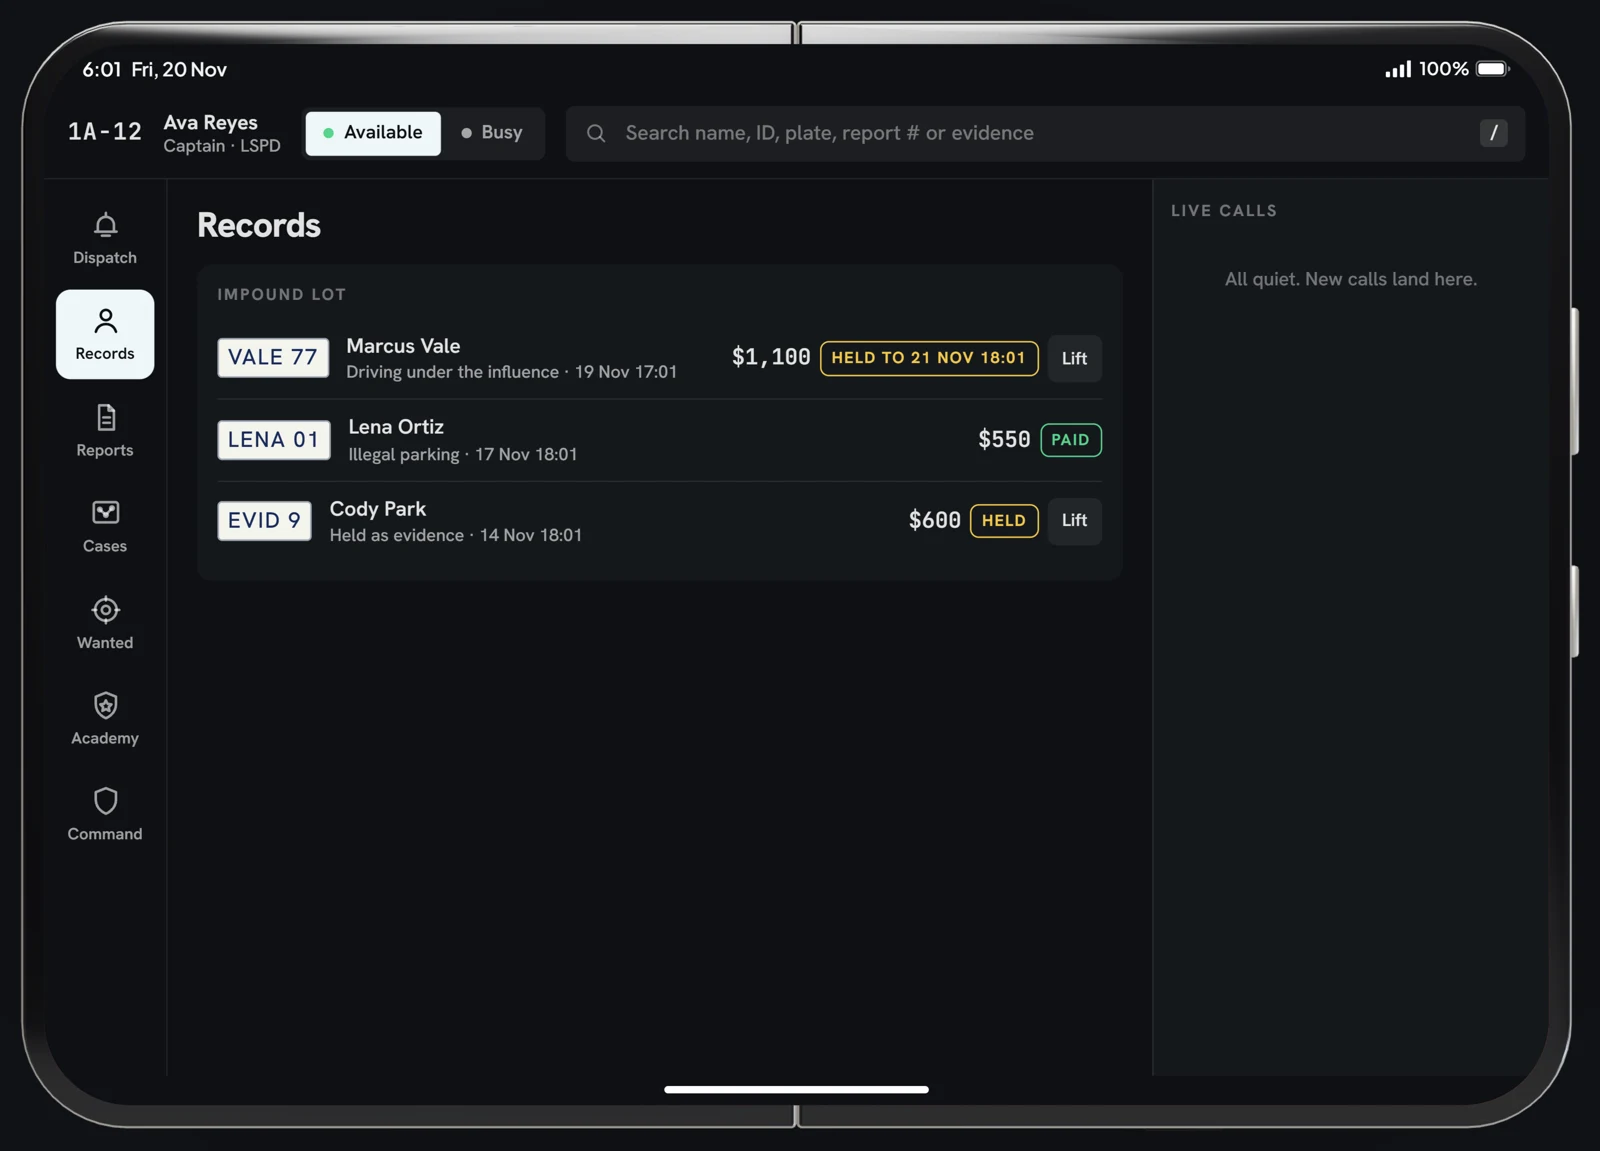 6:01 Fri, 20 Nov
100%
1A-12
Ava Reyes
Captain · LSPD
Available
Busy
Search name, ID, plate, report # or evidence
/
Dispatch
Records
Reports
Cases
Wanted
Academy
Command
Records
IMPOUND LOT
VALE 77
Marcus Vale
Driving under the influence · 19 Nov 17:01
$1,100
HELD TO 21 NOV 18:01
Lift
LENA 01
Lena Ortiz
Illegal parking · 17 Nov 18:01
$550
PAID
EVID 9
Cody Park
Held as evidence · 14 Nov 18:01
$600
HELD
Lift
LIVE CALLS
All quiet. New calls land here.